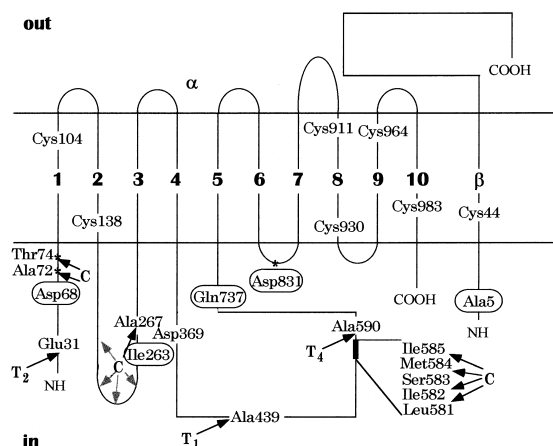 out
COOH
α
Cys104
Cys911
Cys964
1 2 3 4 5 6 7 8 9 10 β
Cys138
Cys930
Cys983
Cys44
Thr74
*
Ala72
*
C
Asp68
*
Asp831
Gln737
COOH
Ala5
Ala267
Asp369
Ala590
NH
Glu31
C
Ile263
T4
Ile585
Met584
T2
NH
Ser583
C
Ile582
Leu581
Ala439
T1
in